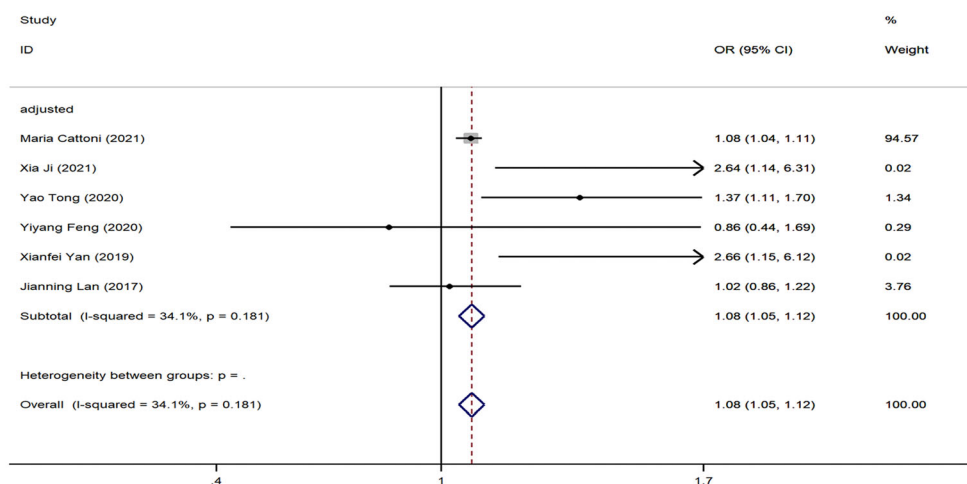 Study %
ID OR (95% CI) Weight
adjusted
Maria Cattoni (2021) 1.08 (1.04, 1.11) 94.57
Xia Ji (2021) 2.64 (1.14, 6.31) 0.02
Yao Tong (2020) 1.37 (1.11, 1.70) 1.34
Yiyang Feng (2020) 0.86 (0.44, 1.69) 0.29
Xianfei Yan (2019) 2.66 (1.15, 6.12) 0.02
Jianning Lan (2017) 1.02 (0.86, 1.22) 3.76
Subtotal (I-squared = 34.1%, p = 0.181) 1.08 (1.05, 1.12) 100.00
Heterogeneity between groups: p = .
Overall (I-squared = 34.1%, p = 0.181) 1.08 (1.05, 1.12) 100.00
.4 1 1.7